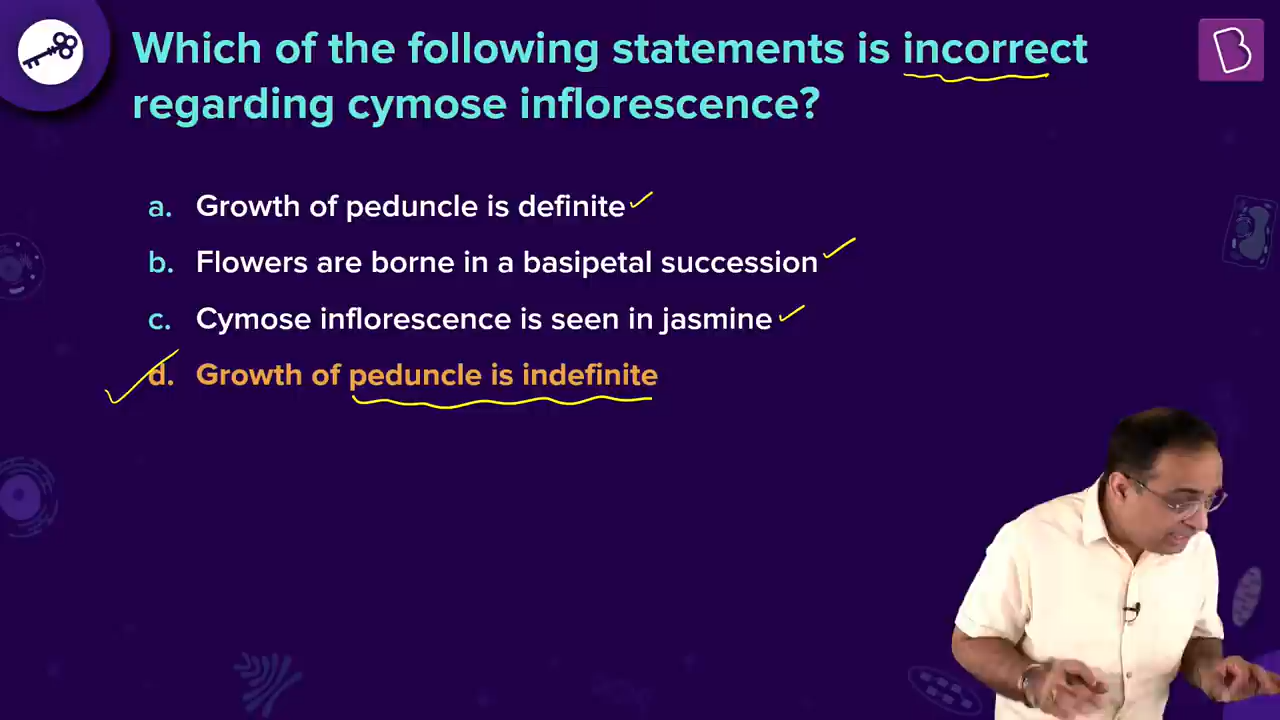 Which of the following statements is incorrect
regarding cymose inflorescence?
a. Growth of peduncle is definite
b. Flowers are borne in a basipetal succession
c. Cymose inflorescence is seen in jasmine
d. Growth of peduncle is indefinite
B